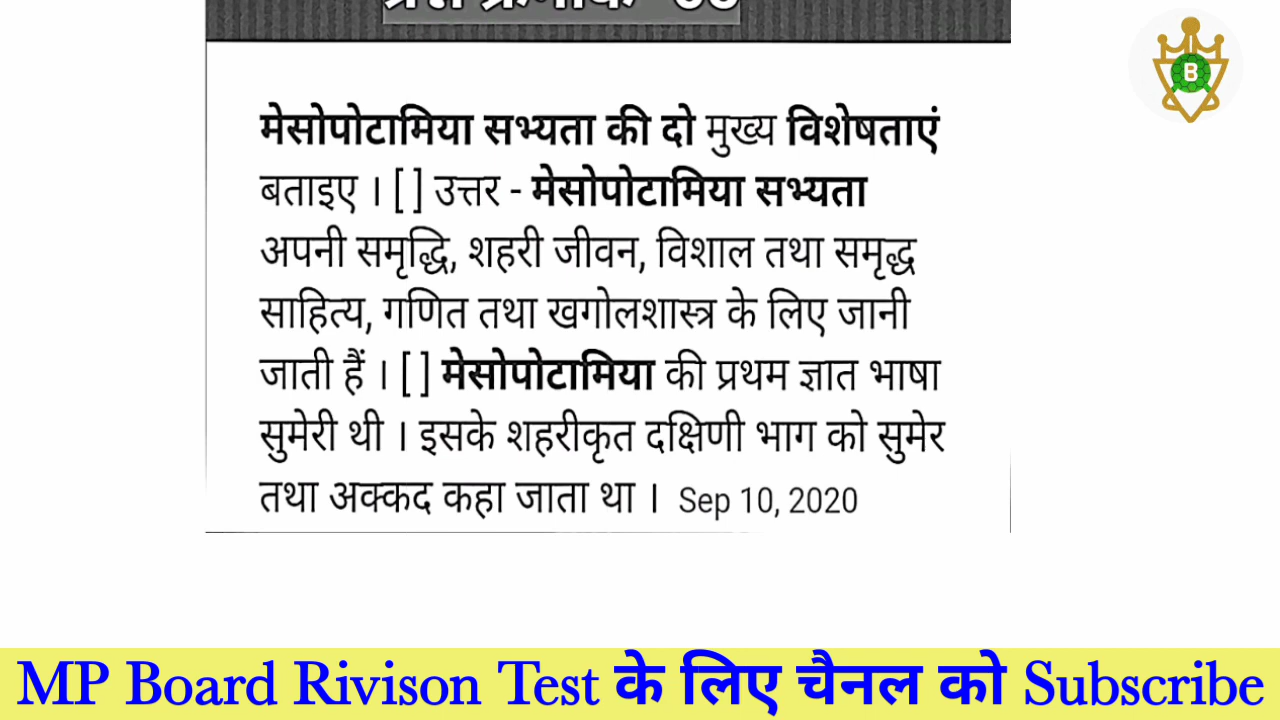 मेसोपोटामिया सभ्यता की दो मुख्य विशेषताएं
बताइए । [ ] उत्तर - मेसोपोटामिया सभ्यता
अपनी समृद्धि, शहरी जीवन, विशाल तथा समृद्ध
साहित्य, गणित तथा खगोलशास्त्र के लिए जानी
जाती हैं । [ ] मेसोपोटामिया की प्रथम ज्ञात भाषा
सुमेरी थी । इसके शहरीकृत दक्षिणी भाग को सुमेर
तथा अक्कद कहा जाता था । Sep 10, 2020
B
MP Board Rivison Test के लिए चैनल को Subscribe